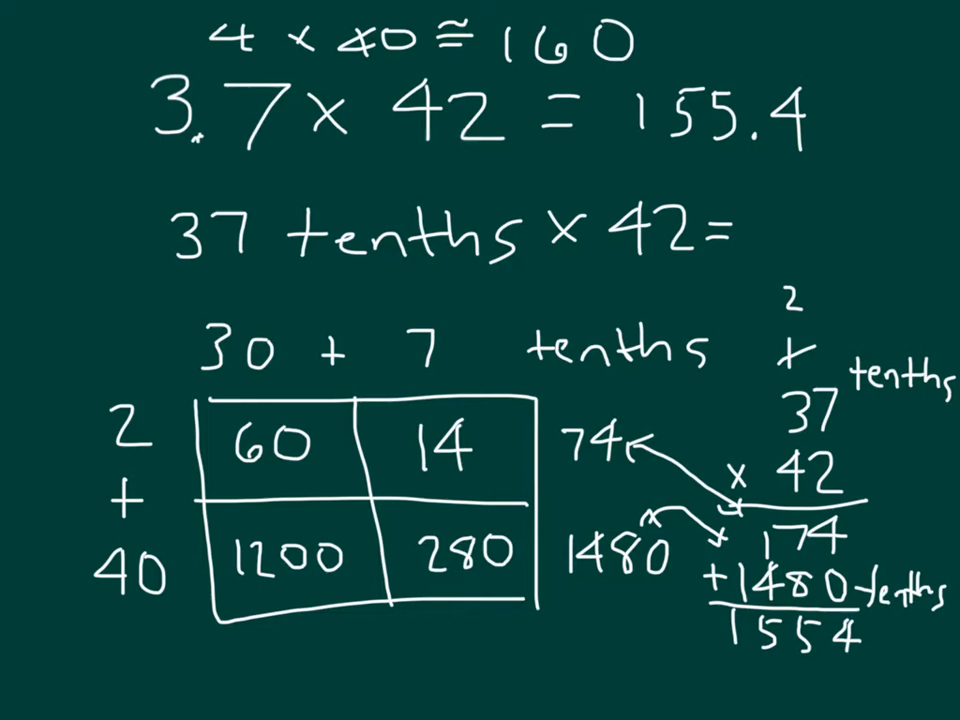 4 x 40 ≅ 160
3.7 x 42 = 155.4
37 tenths x 42 =
30 + 7 tenths
2 60 14 74
+
40 1200 280 1480
2
1
37 tenths
x 42
174
+1480 tenths
1554